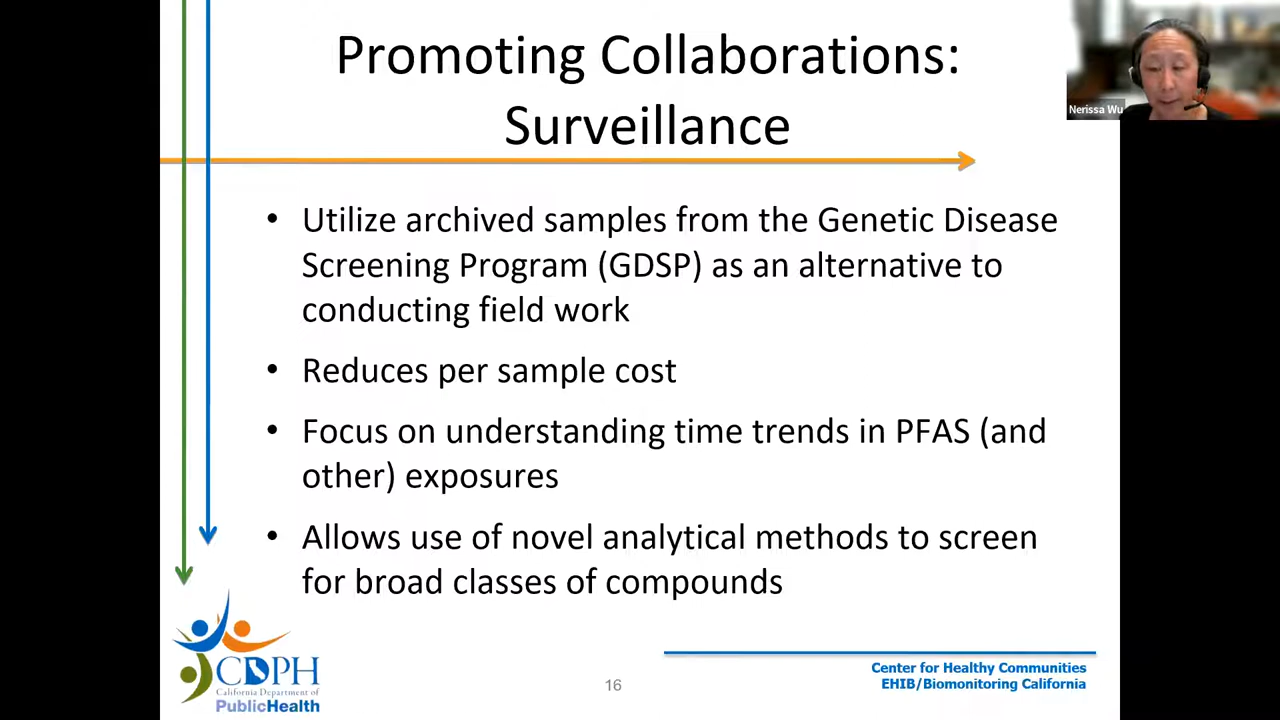 Promoting Collaborations:
Surveillance
Nerissa Wu
• Utilize archived samples from the Genetic Disease
Screening Program (GDSP) as an alternative to
conducting field work
• Reduces per sample cost
• Focus on understanding time trends in PFAS (and
other) exposures
• Allows use of novel analytical methods to screen
for broad classes of compounds
CDPH
California Department of
PublicHealth
16
Center for Healthy Communities
EHIB/Biomonitoring California